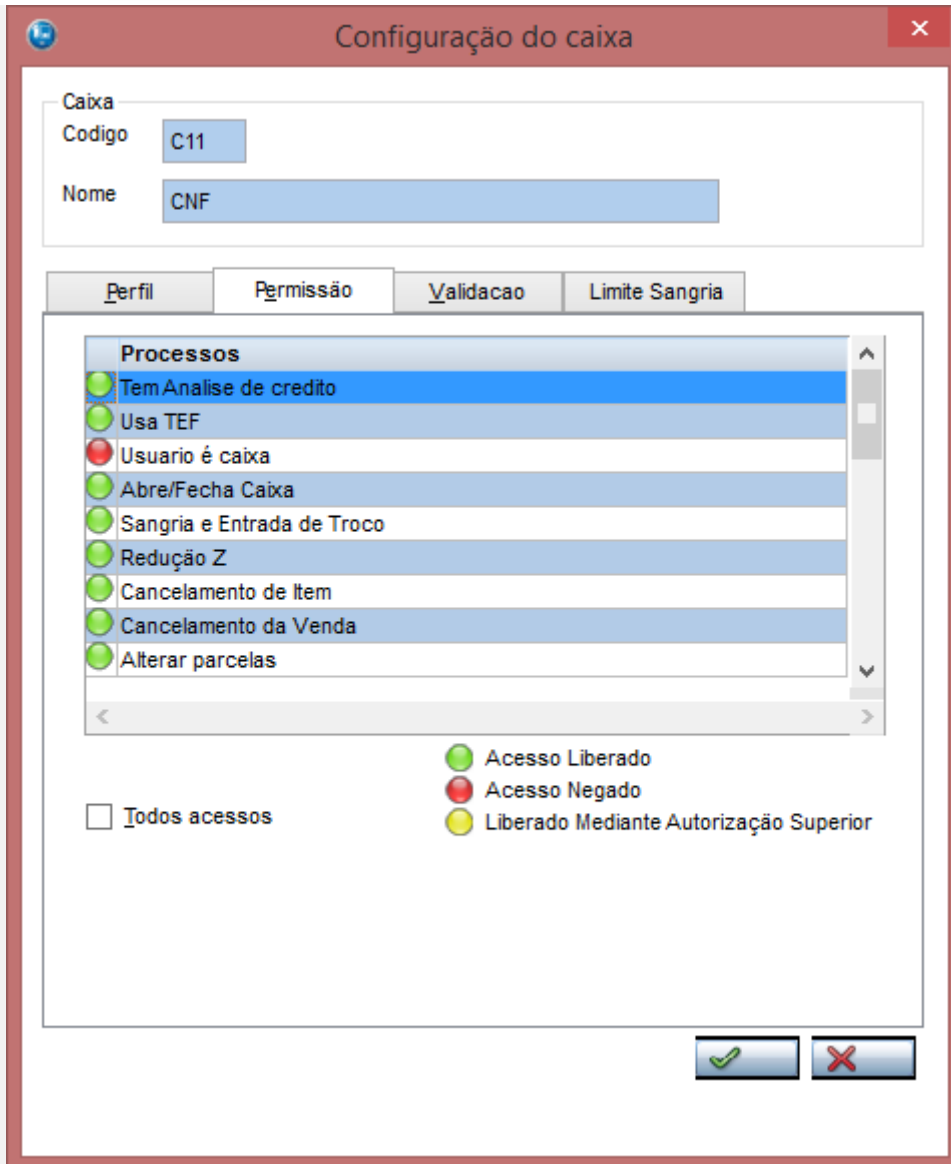 Configuração do caixa
Caixa
Codigo C11
Nome CNF
Perfil Permissão Validacao Limite Sangria
Processos
Tem Analise de credito
Usa TEF
Usuario é caixa
Abre/Fecha Caixa
Sangria e Entrada de Troco
Redução Z
Cancelamento de Item
Cancelamento da Venda
Alterar parcelas
Acesso Liberado
Acesso Negado
Todos acessos
Liberado Mediante Autorização Superior